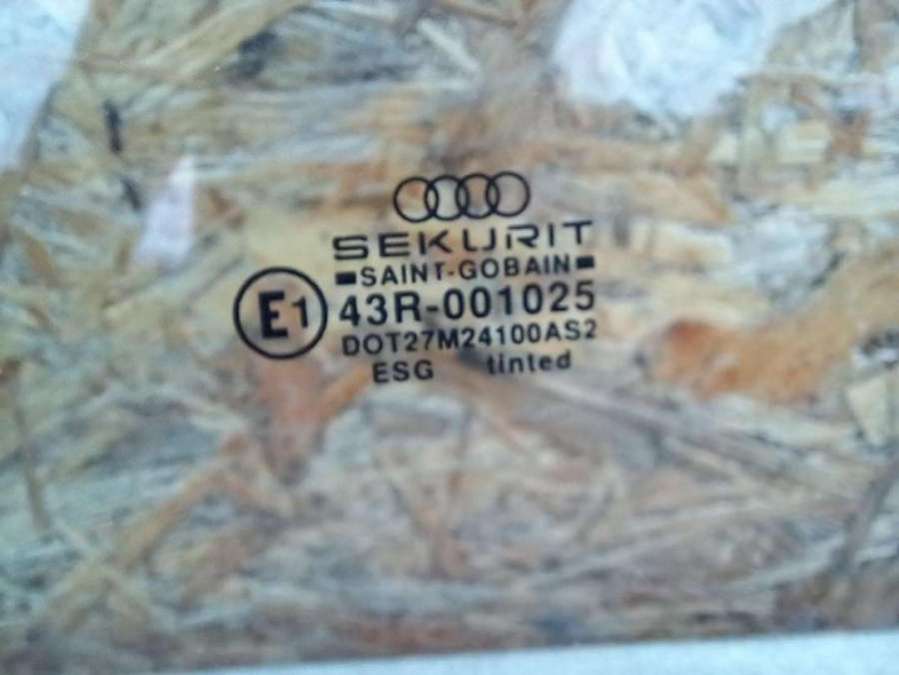 SEKURIT
SAINT-GOBAIN
E1 43R-001025
DOT27M24100AS2
ESG tinted